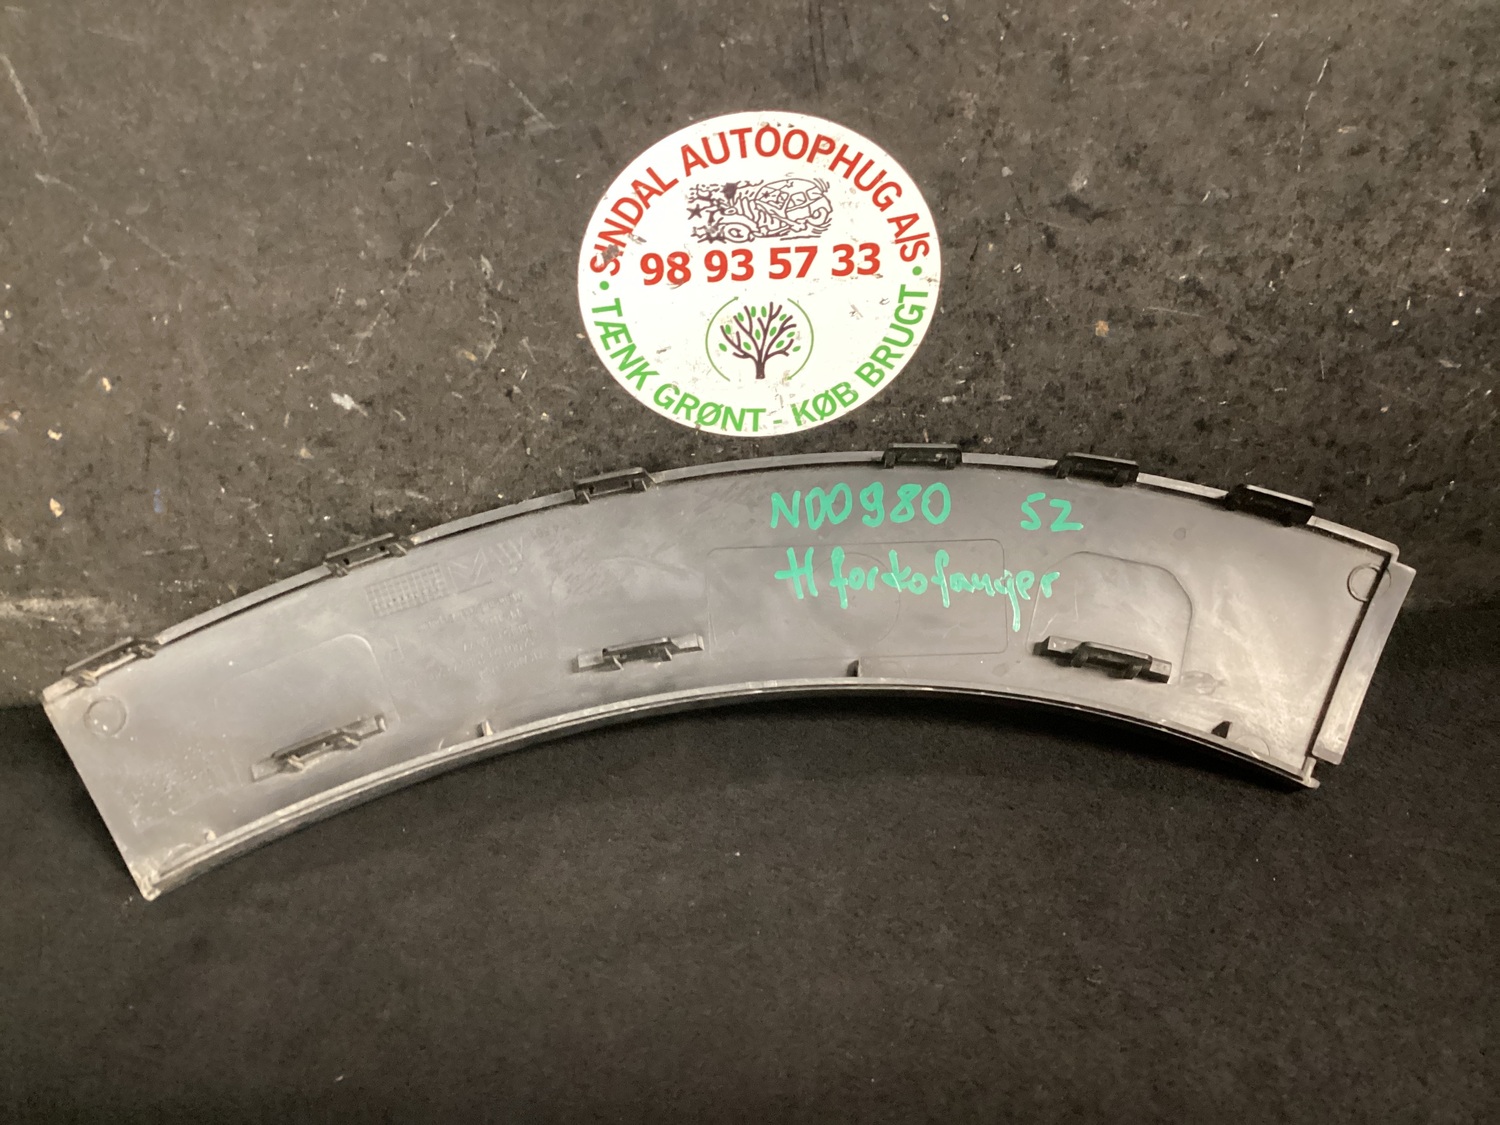 SINDAL AUTOOPHUG A/S
98 93 57 33
• TÆNK GRØNT - KØB BRUGT •
ND0980 52
H forkofanger